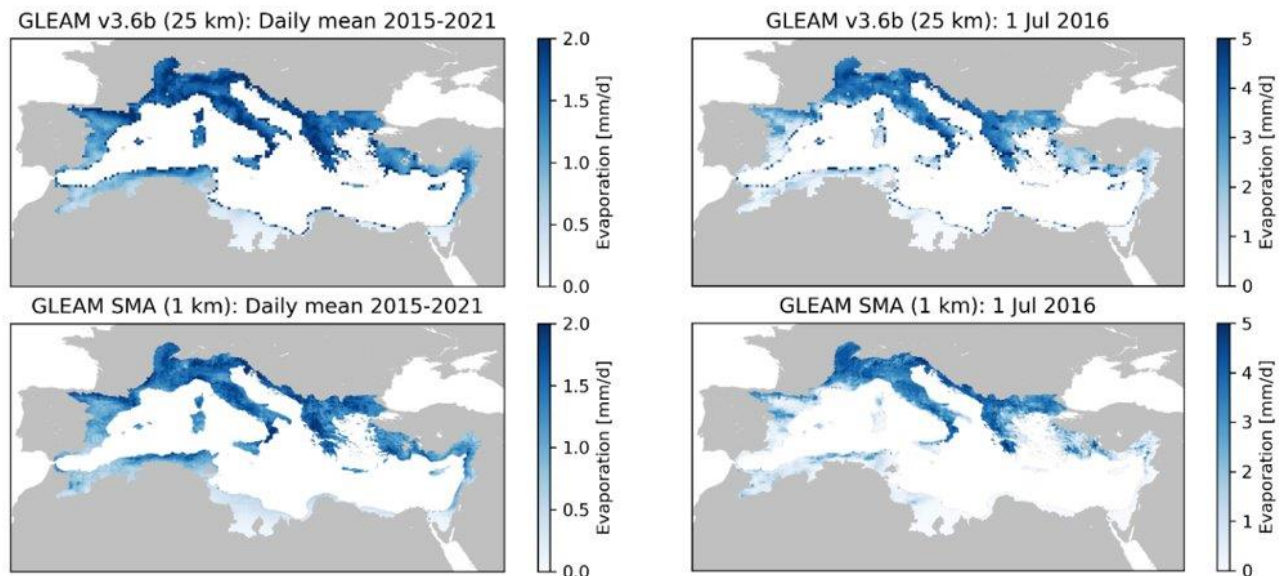 GLEAM v3.6b (25 km): Daily mean 2015-2021
2.0
1.5
1.0
0.5
0.0
Evaporation [mm/d]
GLEAM v3.6b (25 km): 1 Jul 2016
5
4
3
2
1
0
Evaporation [mm/d]
GLEAM SMA (1 km): Daily mean 2015-2021
2.0
1.5
1.0
0.5
0.0
Evaporation [mm/d]
GLEAM SMA (1 km): 1 Jul 2016
5
4
3
2
1
0
Evaporation [mm/d]